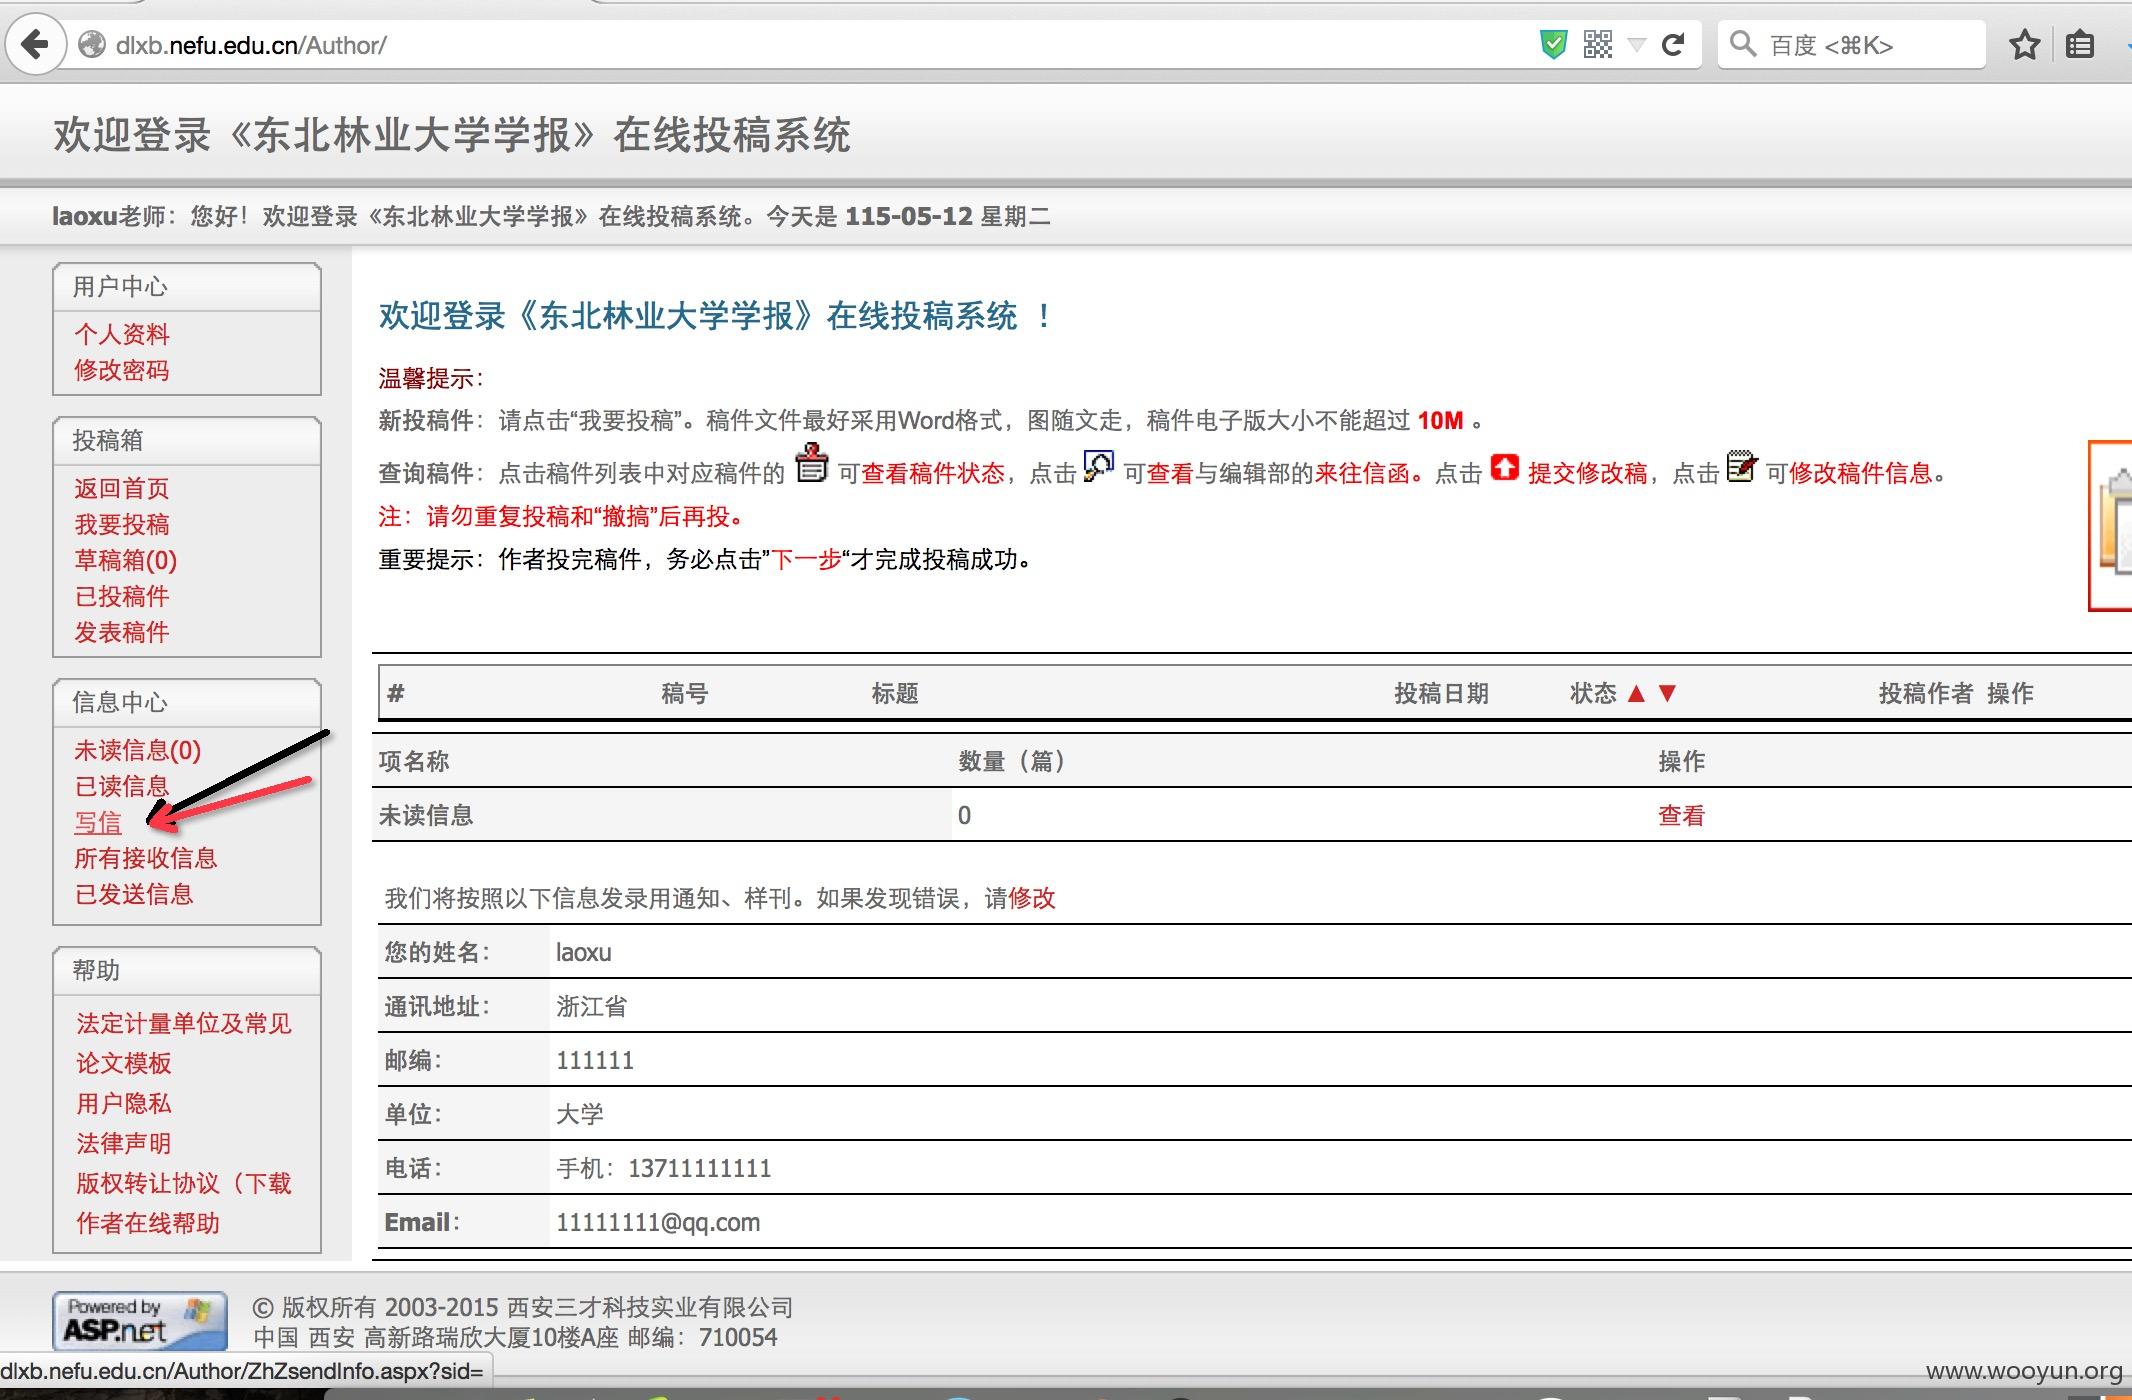 dlxb.nefu.edu.cn/Author/
百度 <⌘K>
欢迎登录《东北林业大学学报》在线投稿系统
laoxu老师：您好！欢迎登录《东北林业大学学报》在线投稿系统。今天是 115-05-12 星期二
用户中心
个人资料
修改密码
投稿箱
返回首页
我要投稿
草稿箱(0)
已投稿件
发表稿件
信息中心
未读信息(0)
已读信息
写信
所有接收信息
已发送信息
帮助
法定计量单位及常见
论文模板
用户隐私
法律声明
版权转让协议（下载
作者在线帮助
欢迎登录《东北林业大学学报》在线投稿系统 ！
温馨提示：
新投稿件：请点击“我要投稿”。稿件文件最好采用Word格式，图随文走，稿件电子版大小不能超过 10M 。
查询稿件：点击稿件列表中对应稿件的 可查看稿件状态，点击 可查看与编辑部的来往信函。点击 提交修改稿，点击 可修改稿件信息。
注：请勿重复投稿和“撤搞”后再投。
重要提示：作者投完稿件，务必点击”下一步“才完成投稿成功。
# 稿号 标题 投稿日期 状态 ▲ ▼ 投稿作者 操作
项名称 数量（篇） 操作
未读信息 0 查看
我们将按照以下信息发录用通知、样刊。如果发现错误，请修改
您的姓名： laoxu
通讯地址： 浙江省
邮编： 111111
单位： 大学
电话： 手机：13711111111
Email： 11111111@qq.com
Powered by
ASP.net
© 版权所有 2003-2015 西安三才科技实业有限公司
中国 西安 高新路瑞欣大厦10楼A座 邮编：710054
dlxb.nefu.edu.cn/Author/ZhZsendInfo.aspx?sid=
www.wooyun.org